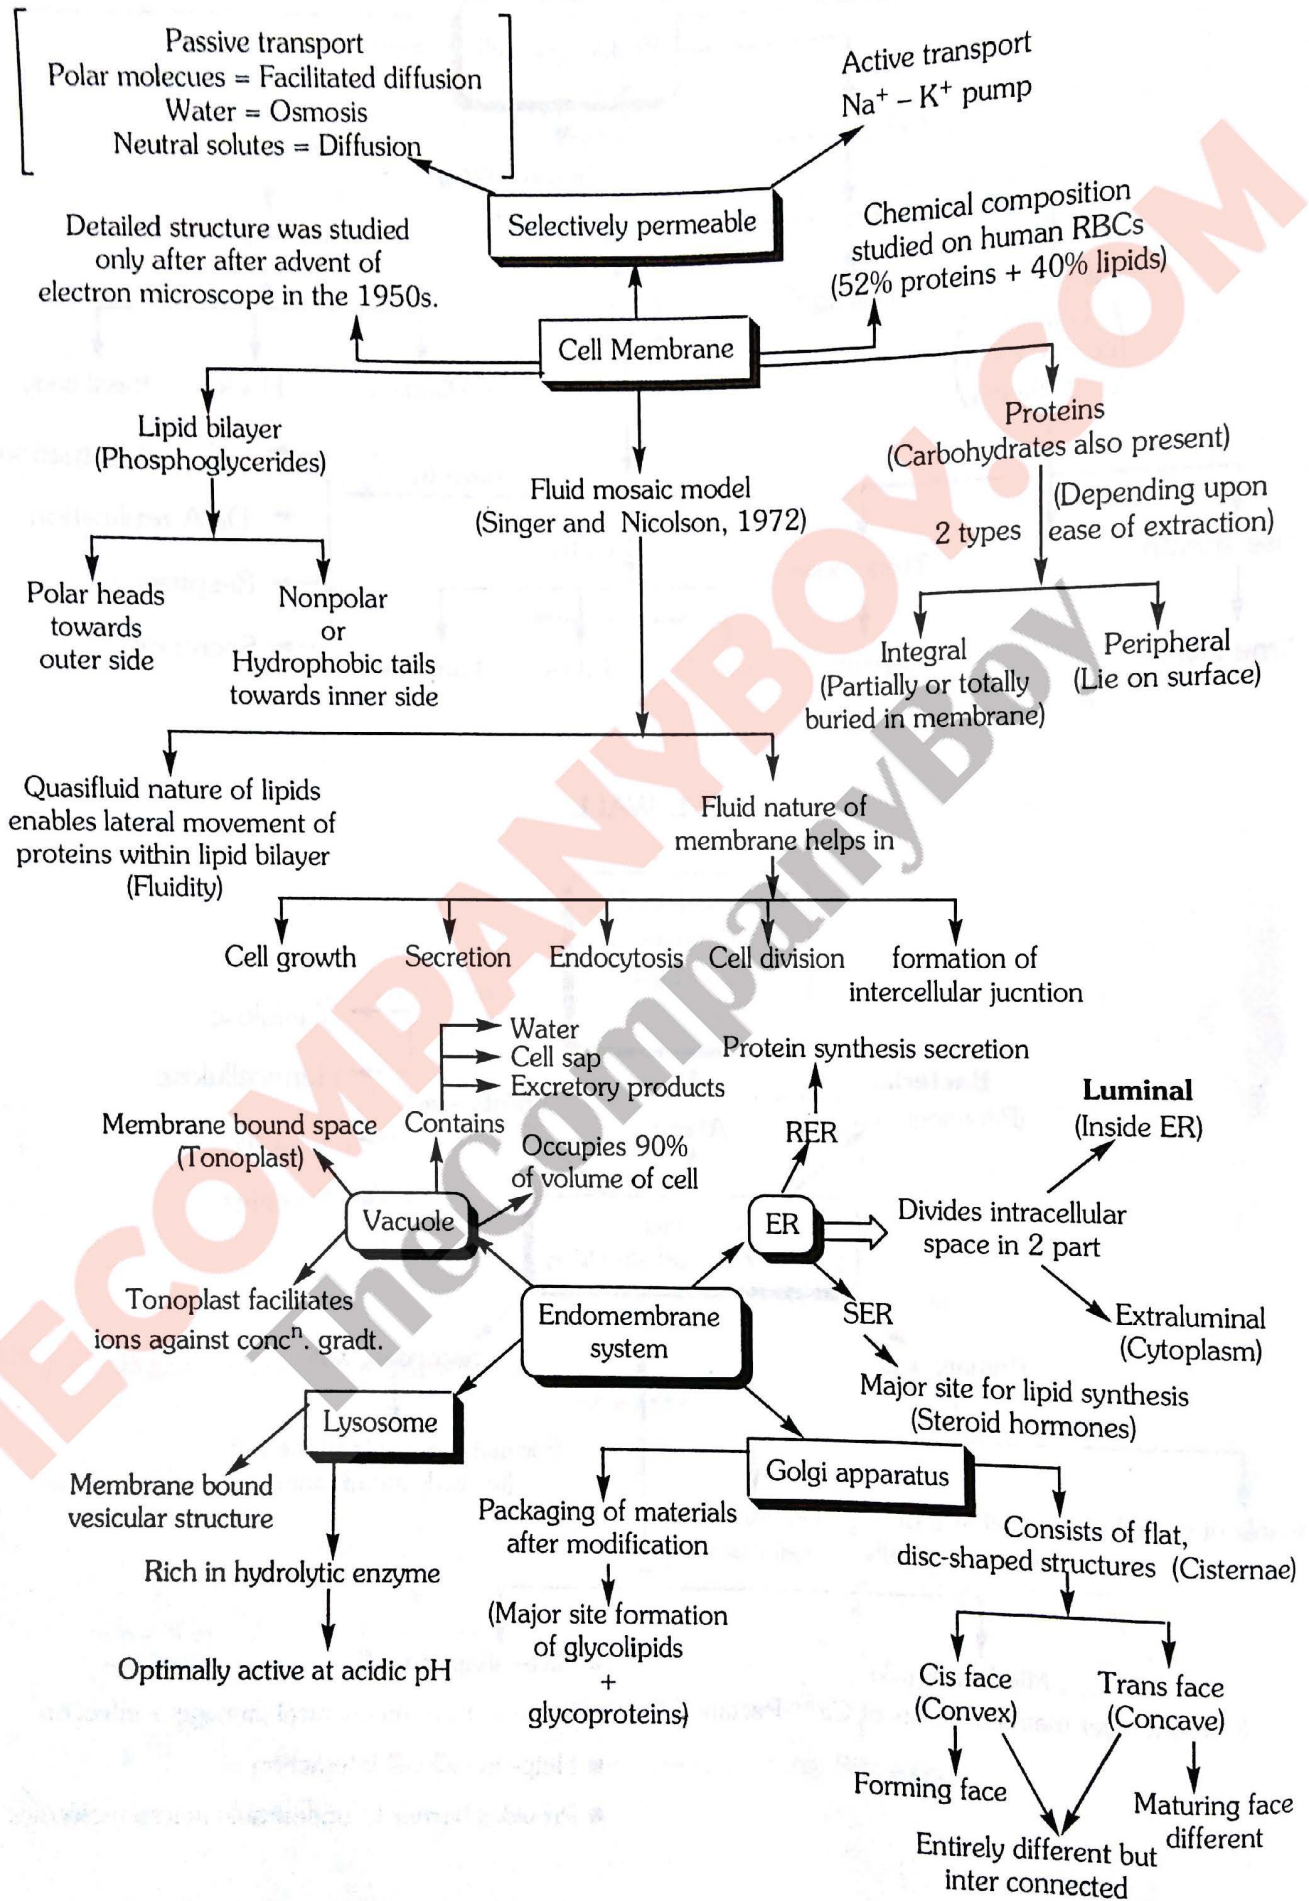 Passive transport
Polar molecues = Facilitated diffusion
Water = Osmosis
Neutral solutes = Diffusion
Active transport
Na⁺ – K⁺ pump
Selectively permeable
Detailed structure was studied
only after after advent of
electron microscope in the 1950s.
Chemical composition
studied on human RBCs
(52% proteins + 40% lipids)
Cell Membrane
Lipid bilayer
(Phosphoglycerides)
Polar heads
towards
outer side
Nonpolar
or
Hydrophobic tails
towards inner side
Fluid mosaic model
(Singer and Nicolson, 1972)
Proteins
(Carbohydrates also present)
2 types
(Depending upon
ease of extraction)
Integral
(Partially or totally
buried in membrane)
Peripheral
(Lie on surface)
Quasifluid nature of lipids
enables lateral movement of
proteins within lipid bilayer
(Fluidity)
Fluid nature of
membrane helps in
Cell growth
Secretion
Endocytosis
Cell division
formation of
intercellular jucntion
Water
Cell sap
Excretory products
Contains
Membrane bound space
(Tonoplast)
Occupies 90%
of volume of cell
Vacuole
Tonoplast facilitates
ions against concⁿ. gradt.
Protein synthesis secretion
RER
ER
SER
Major site for lipid synthesis
(Steroid hormones)
Divides intracellular
space in 2 part
Luminal
(Inside ER)
Extraluminal
(Cytoplasm)
Endomembrane
system
Lysosome
Membrane bound
vesicular structure
Rich in hydrolytic enzyme
Optimally active at acidic pH
Golgi apparatus
Packaging of materials
after modification
(Major site formation
of glycolipids
+
glycoproteins)
Consists of flat,
disc-shaped structures (Cisternae)
Cis face
(Convex)
Trans face
(Concave)
Forming face
Maturing face
different
Entirely different but
inter connected
HECOMPANYBOY.COM
TheCompanyBoy